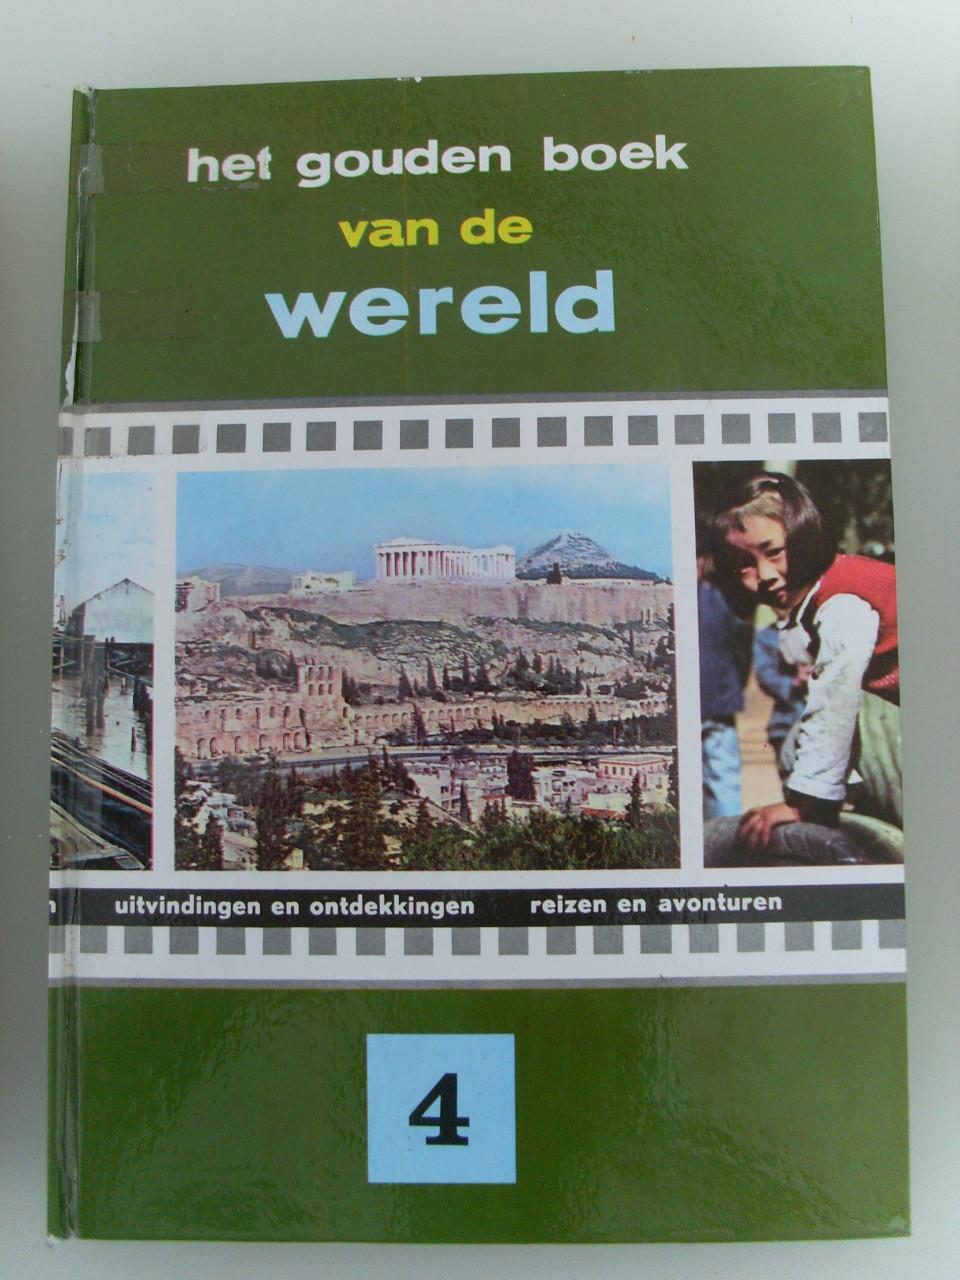 het gouden boek
van de
wereld
uitvindingen en ontdekkingen reizen en avonturen
4